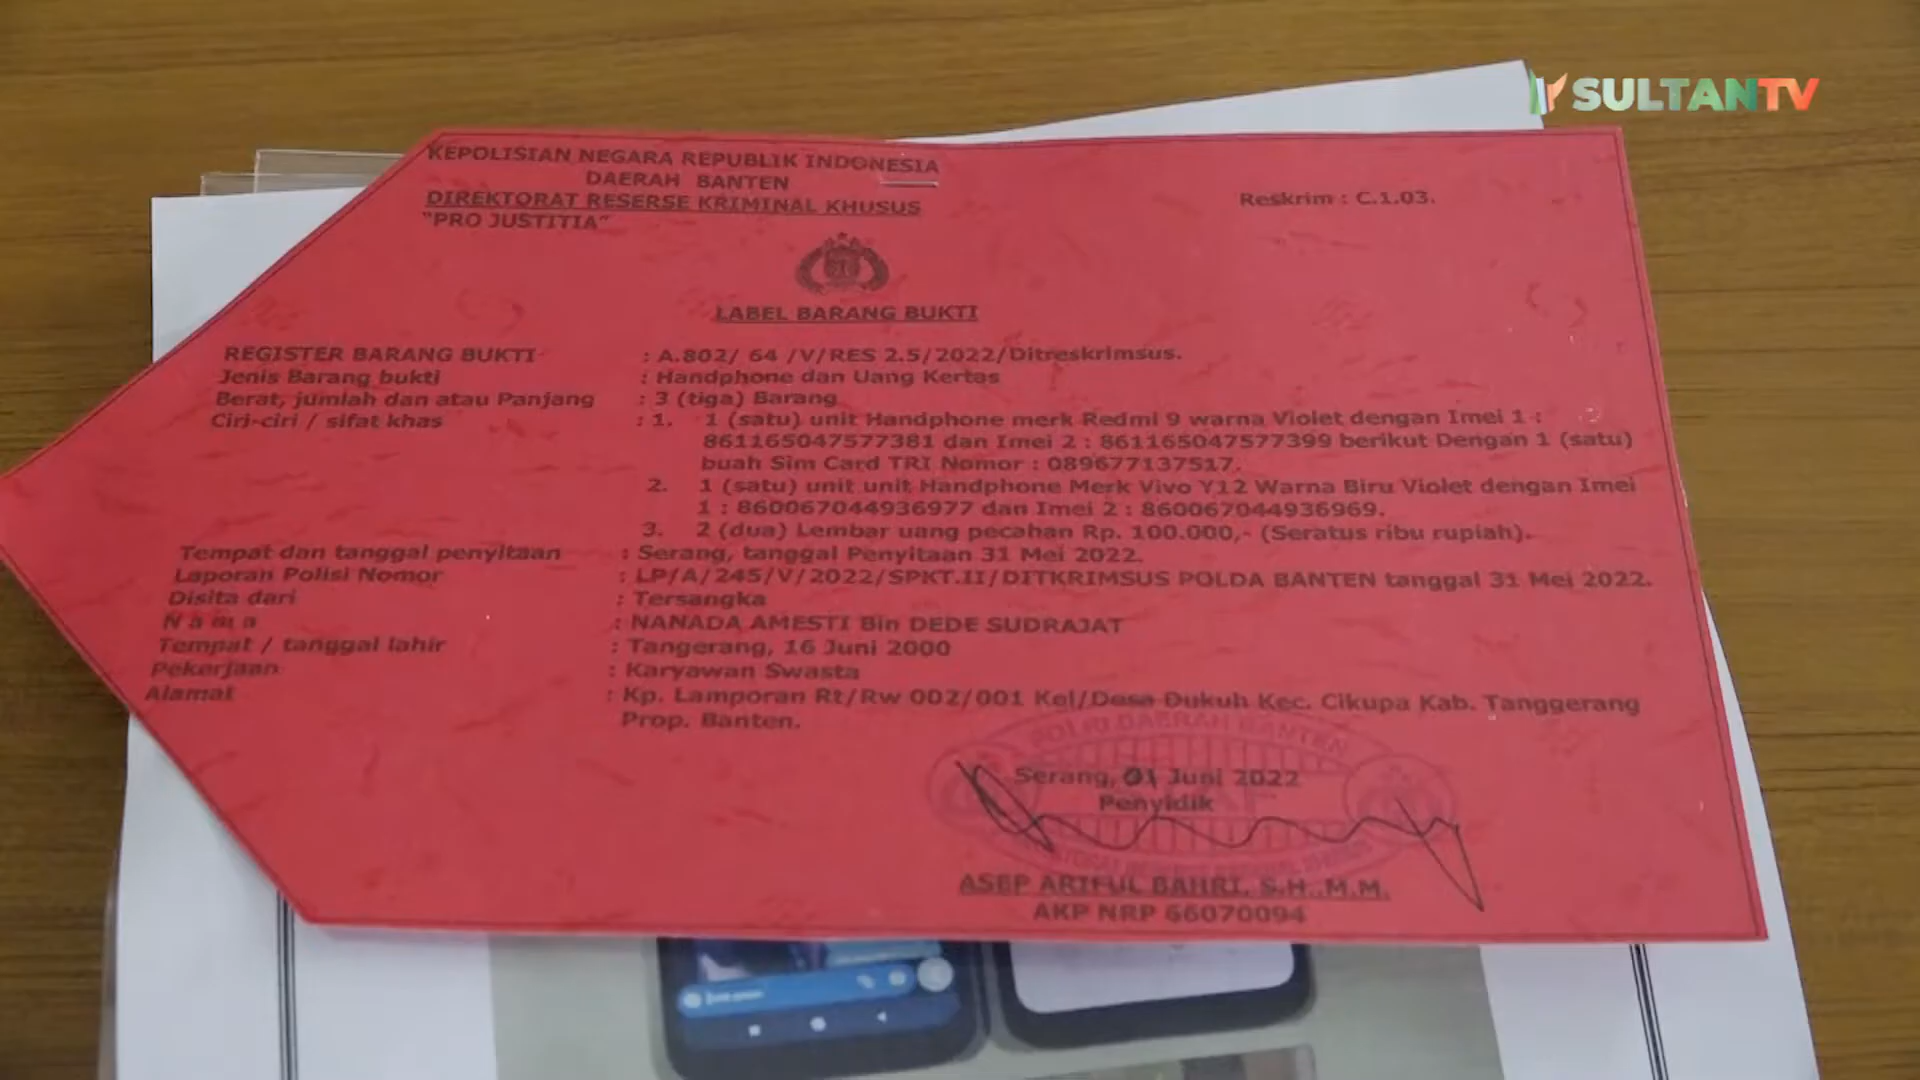 SULTANTV
KEPOLISIAN NEGARA REPUBLIK INDONESIA
DAERAH BANTEN
DIREKTORAT RESERSE KRIMINAL KHUSUS
"PRO JUSTITIA"
Reskrim : C.1.03.
LABEL BARANG BUKTI
REGISTER BARANG BUKTI : A.802/ 64 /V/RES 2.5/2022/Ditreskrimsus.
Jenis Barang bukti : Handphone dan Uang Kertas
Berat, jumlah dan atau Panjang : 3 (tiga) Barang
Ciri-ciri / sifat khas : 1. 1 (satu) unit Handphone merk Redmi 9 warna Violet dengan Imei 1 :
861165047577381 dan Imei 2 : 861165047577399 berikut Dengan 1 (satu)
buah Sim Card TRI Nomor : 089677137517.
2. 1 (satu) unit unit Handphone Merk Vivo Y12 Warna Biru Violet dengan Imei
1 : 860067044936977 dan Imei 2 : 860067044936969.
3. 2 (dua) Lembar uang pecahan Rp. 100.000,- (Seratus ribu rupiah).
Tempat dan tanggal penyitaan : Serang, tanggal Penyitaan 31 Mei 2022.
Laporan Polisi Nomor : LP/A/245/V/2022/SPKT.II/DITKRIMSUS POLDA BANTEN tanggal 31 Mei 2022.
Disita dari : Tersangka
N a m a : NANADA AMESTI Bin DEDE SUDRAJAT
Tempat / tanggal lahir : Tangerang, 16 Juni 2000
Pekerjaan : Karyawan Swasta
Alamat : Kp. Lamporan Rt/Rw 002/001 Kel/Desa Dukuh Kec. Cikupa Kab. Tanggerang
Prop. Banten.
POLRI DAERAH BANTEN
Serang, 01 Juni 2022
Penyidik
ASEP ARIFUL BAHRI, S.H.,M.M.
AKP NRP 66070094